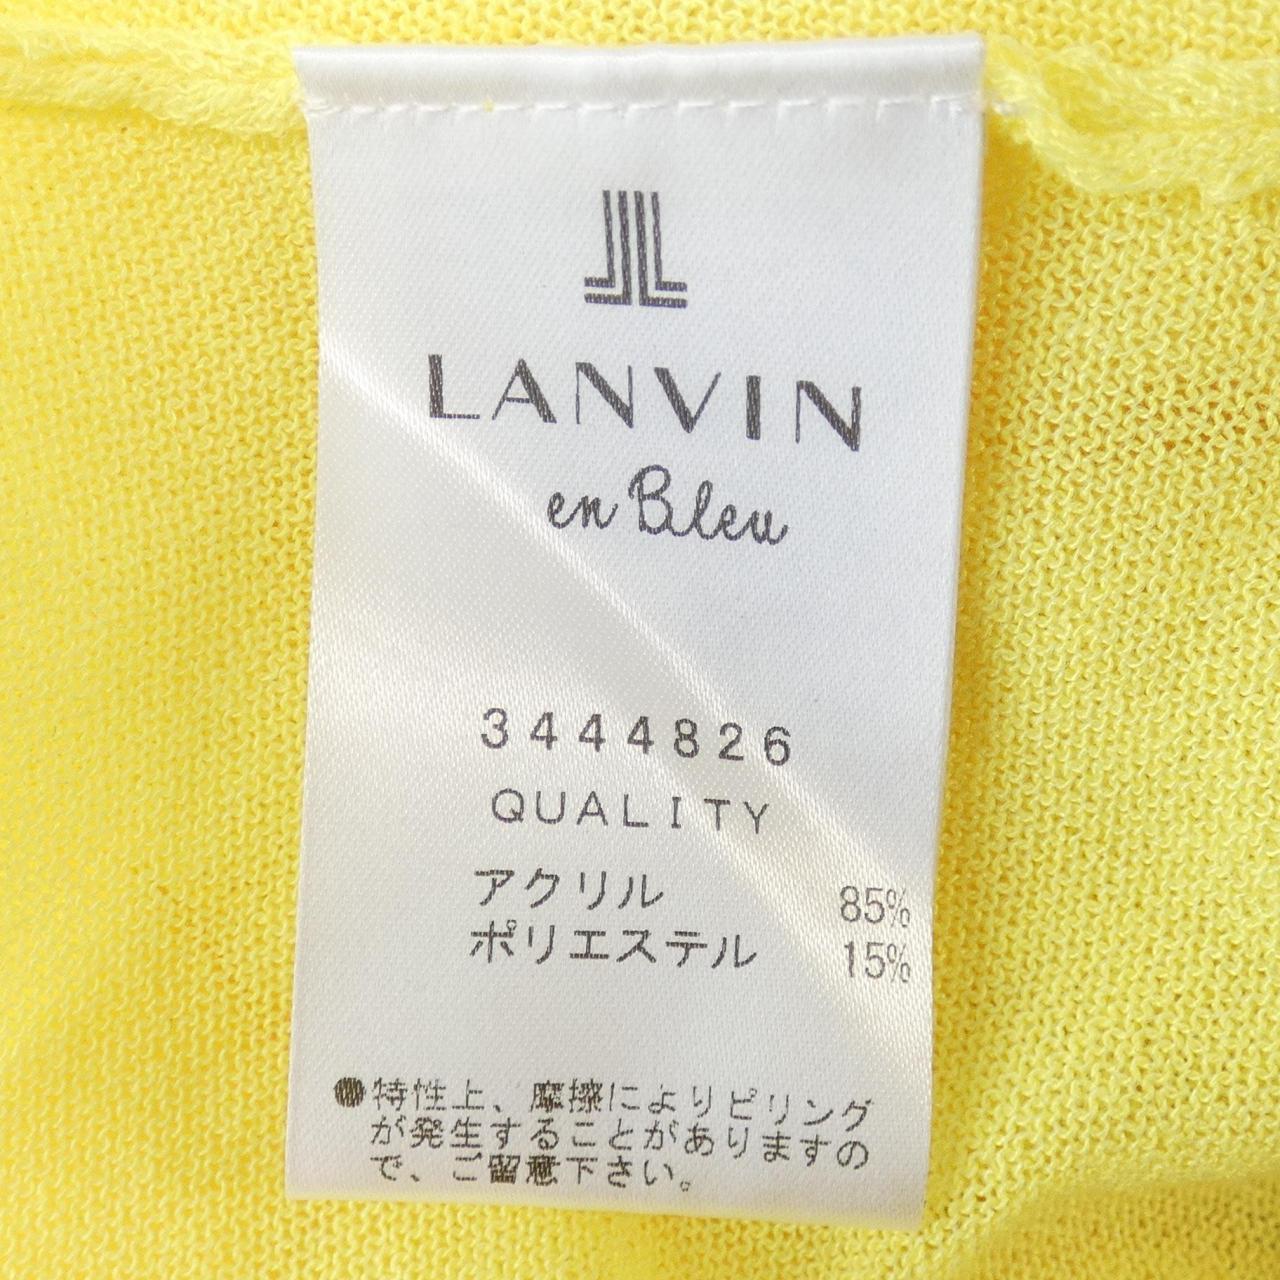 LANVIN
en Bleu
3444826
QUALITY
アクリル 85%
ポリエステル 15%
●特性上、摩擦によりピリング
が発生することがありますの
で、ご留意下さい。